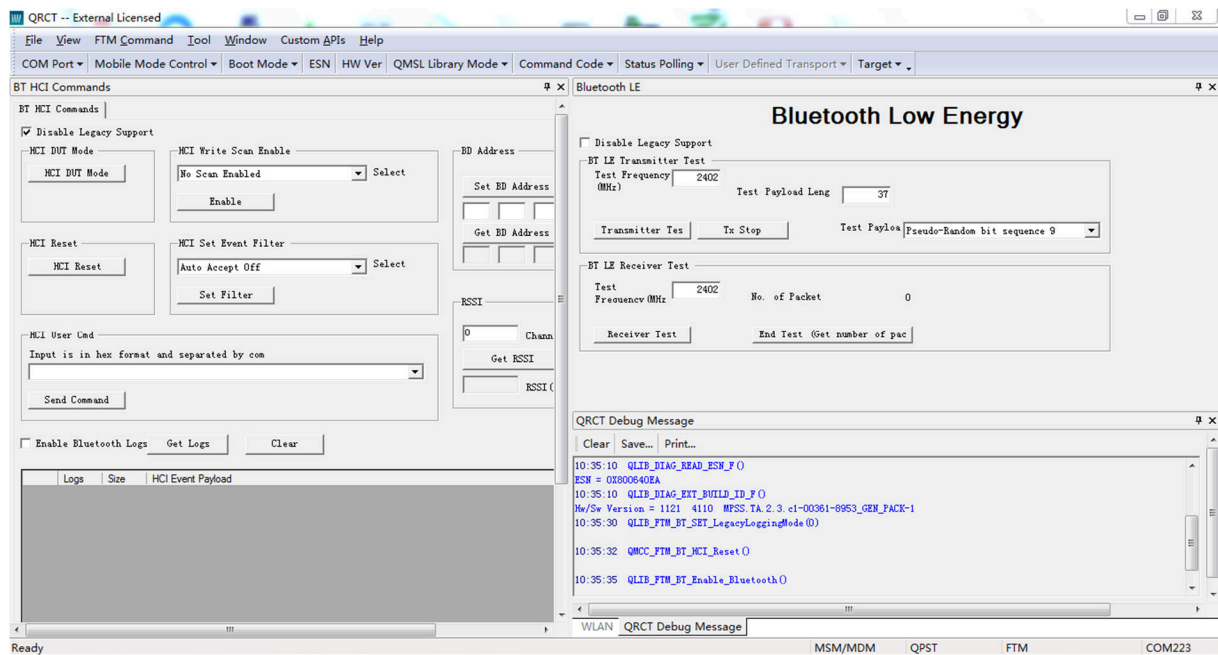 QRCT -- External Licensed
File View FTM Command Tool Window Custom APIs Help
COM Port Mobile Mode Control Boot Mode ESN HW Ver QMSL Library Mode Command Code Status Polling User Defined Transport Target
BT HCI Commands
BT HCI Commands
Disable Legacy Support
HCI DUT Mode
HCI DUT Mode
HCI Write Scan Enable
No Scan Enabled
Select
Enable
BD Address
Set BD Address
Get BD Address
HCI Reset
HCI Reset
HCI Set Event Filter
Auto Accept Off
Select
Set Filter
RSSI
0
Chann
Get RSSI
RSSI(
HCI User Cmd
Input is in hex format and separated by com
Send Command
Enable Bluetooth Logs Get Logs Clear
Logs Size HCI Event Payload
Bluetooth LE
Bluetooth Low Energy
Disable Legacy Support
BT LE Transmitter Test
Test Frequency
(MHz)
2402
Test Payload Leng
37
Transmitter Tes Tx Stop
Test Payloa
Pseudo-Random bit sequence 9
BT LE Receiver Test
Test
Frequency(MHz
2402
No. of Packet
0
Receiver Test End Test (Get number of pac
QRCT Debug Message
Clear Save... Print...
10:35:10 QLIB_DIAG_READ_ESN_F()
ESN = 0X800640EA
10:35:10 QLIB_DIAG_EXT_BUILD_ID_F()
Hw/Sw Version = 1121 4110 MPSS.TA.2.3.c1-00361-8953_GEN_PACK-1
10:35:30 QLIB_FTM_BT_SET_LegacyLoggingMode(0)
10:35:32 QMCC_FTM_BT_HCI_Reset()
10:35:35 QLIB_FTM_BT_Enable_Bluetooth()
WLAN QRCT Debug Message
Ready
MSM/MDM QPST FTM COM223